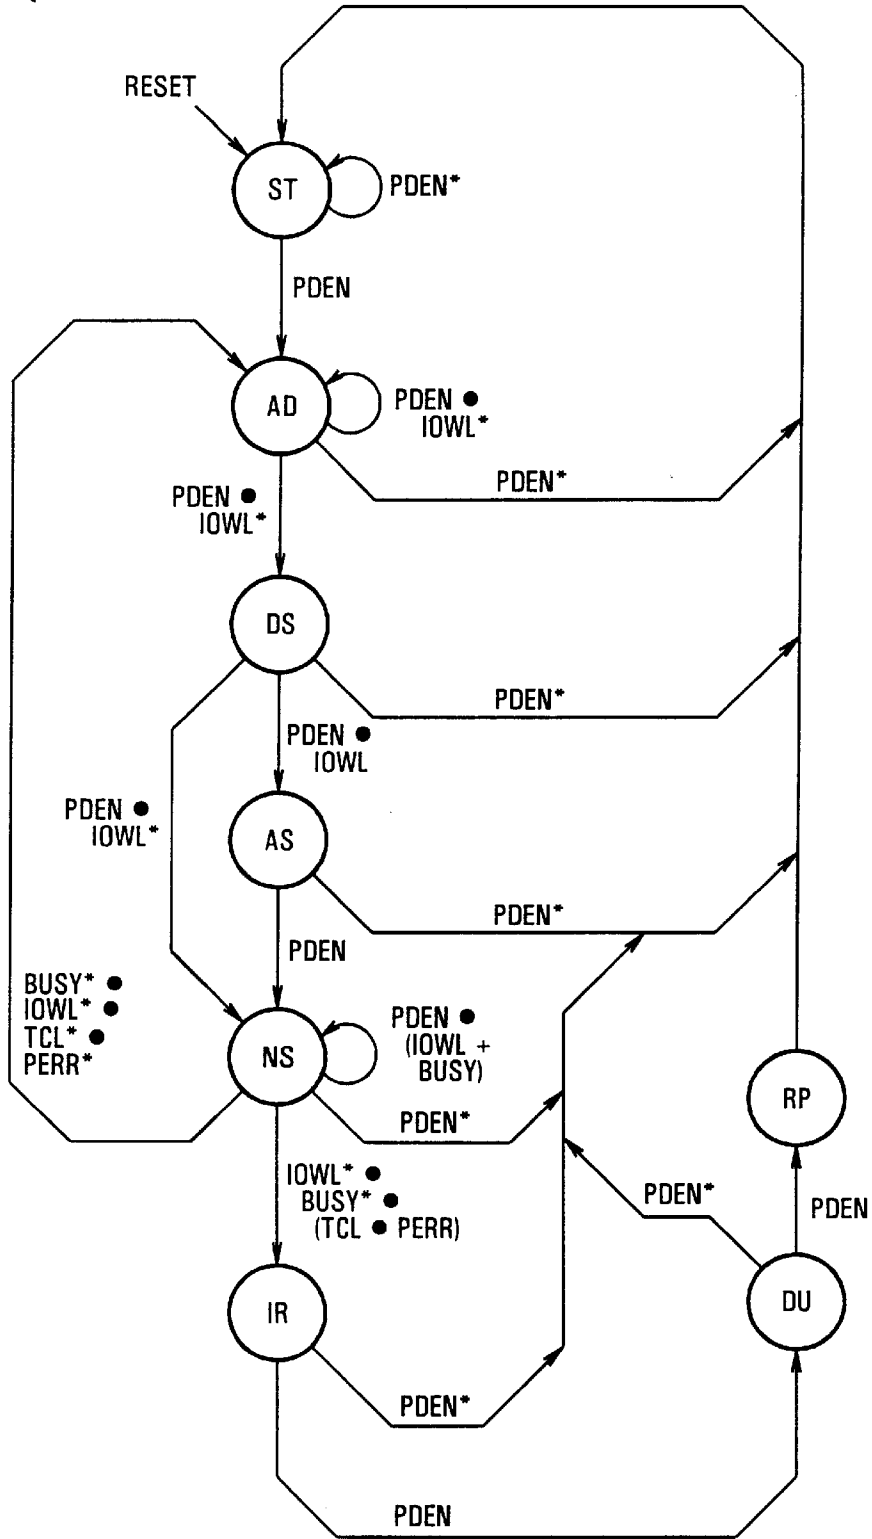 RESET
ST
PDEN*
PDEN
AD
PDEN ●
IOWL*
PDEN*
PDEN ●
IOWL*
DS
PDEN*
PDEN ●
IOWL
PDEN ●
IOWL*
AS
PDEN*
PDEN
BUSY* ●
IOWL* ●
TCL* ●
PERR*
NS
PDEN ●
(IOWL +
BUSY)
PDEN*
RP
IOWL* ●
BUSY* ●
(TCL ● PERR)
PDEN*
PDEN
IR
DU
PDEN*
PDEN